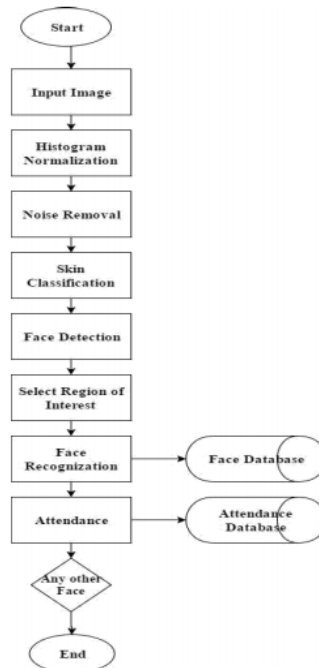 Start
Input Image
Histogram
Normalization
Noise Removal
Skin
Classification
Face Detection
Select Region of
Interest
Face
Recognization
Face Database
Attendance
Attendance
Database
Any other
Face
End